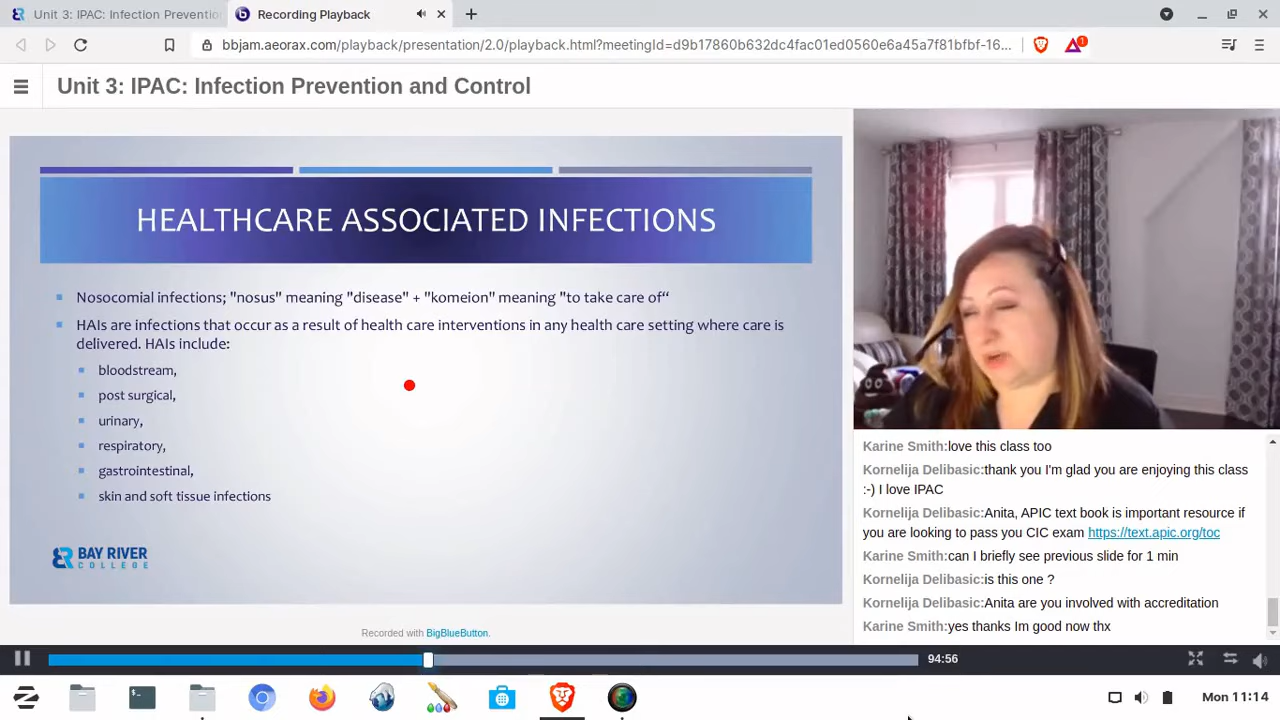 Unit 3: IPAC: Infection Preventio
Recording Playback
bbjam.aeorax.com/playback/presentation/2.0/playback.html?meetingId=d9b17860b632dc4fac01ed0560e6a45a7f81bfbf-16...
1
Unit 3: IPAC: Infection Prevention and Control
HEALTHCARE ASSOCIATED INFECTIONS
Nosocomial infections; "nosus" meaning "disease" + "komeion" meaning "to take care of“
HAIs are infections that occur as a result of health care interventions in any health care setting where care is
delivered. HAIs include:
bloodstream,
post surgical,
urinary,
respiratory,
gastrointestinal,
skin and soft tissue infections
BAY RIVER
COLLEGE
Recorded with BigBlueButton.
Karine Smith:love this class too
Kornelija Delibasic:thank you I'm glad you are enjoying this class
:-) I love IPAC
Kornelija Delibasic:Anita, APIC text book is important resource if
you are looking to pass you CIC exam https://text.apic.org/toc
Karine Smith:can I briefly see previous slide for 1 min
Kornelija Delibasic:is this one ?
Kornelija Delibasic:Anita are you involved with accreditation
Karine Smith:yes thanks Im good now thx
94:56
Mon 11:14